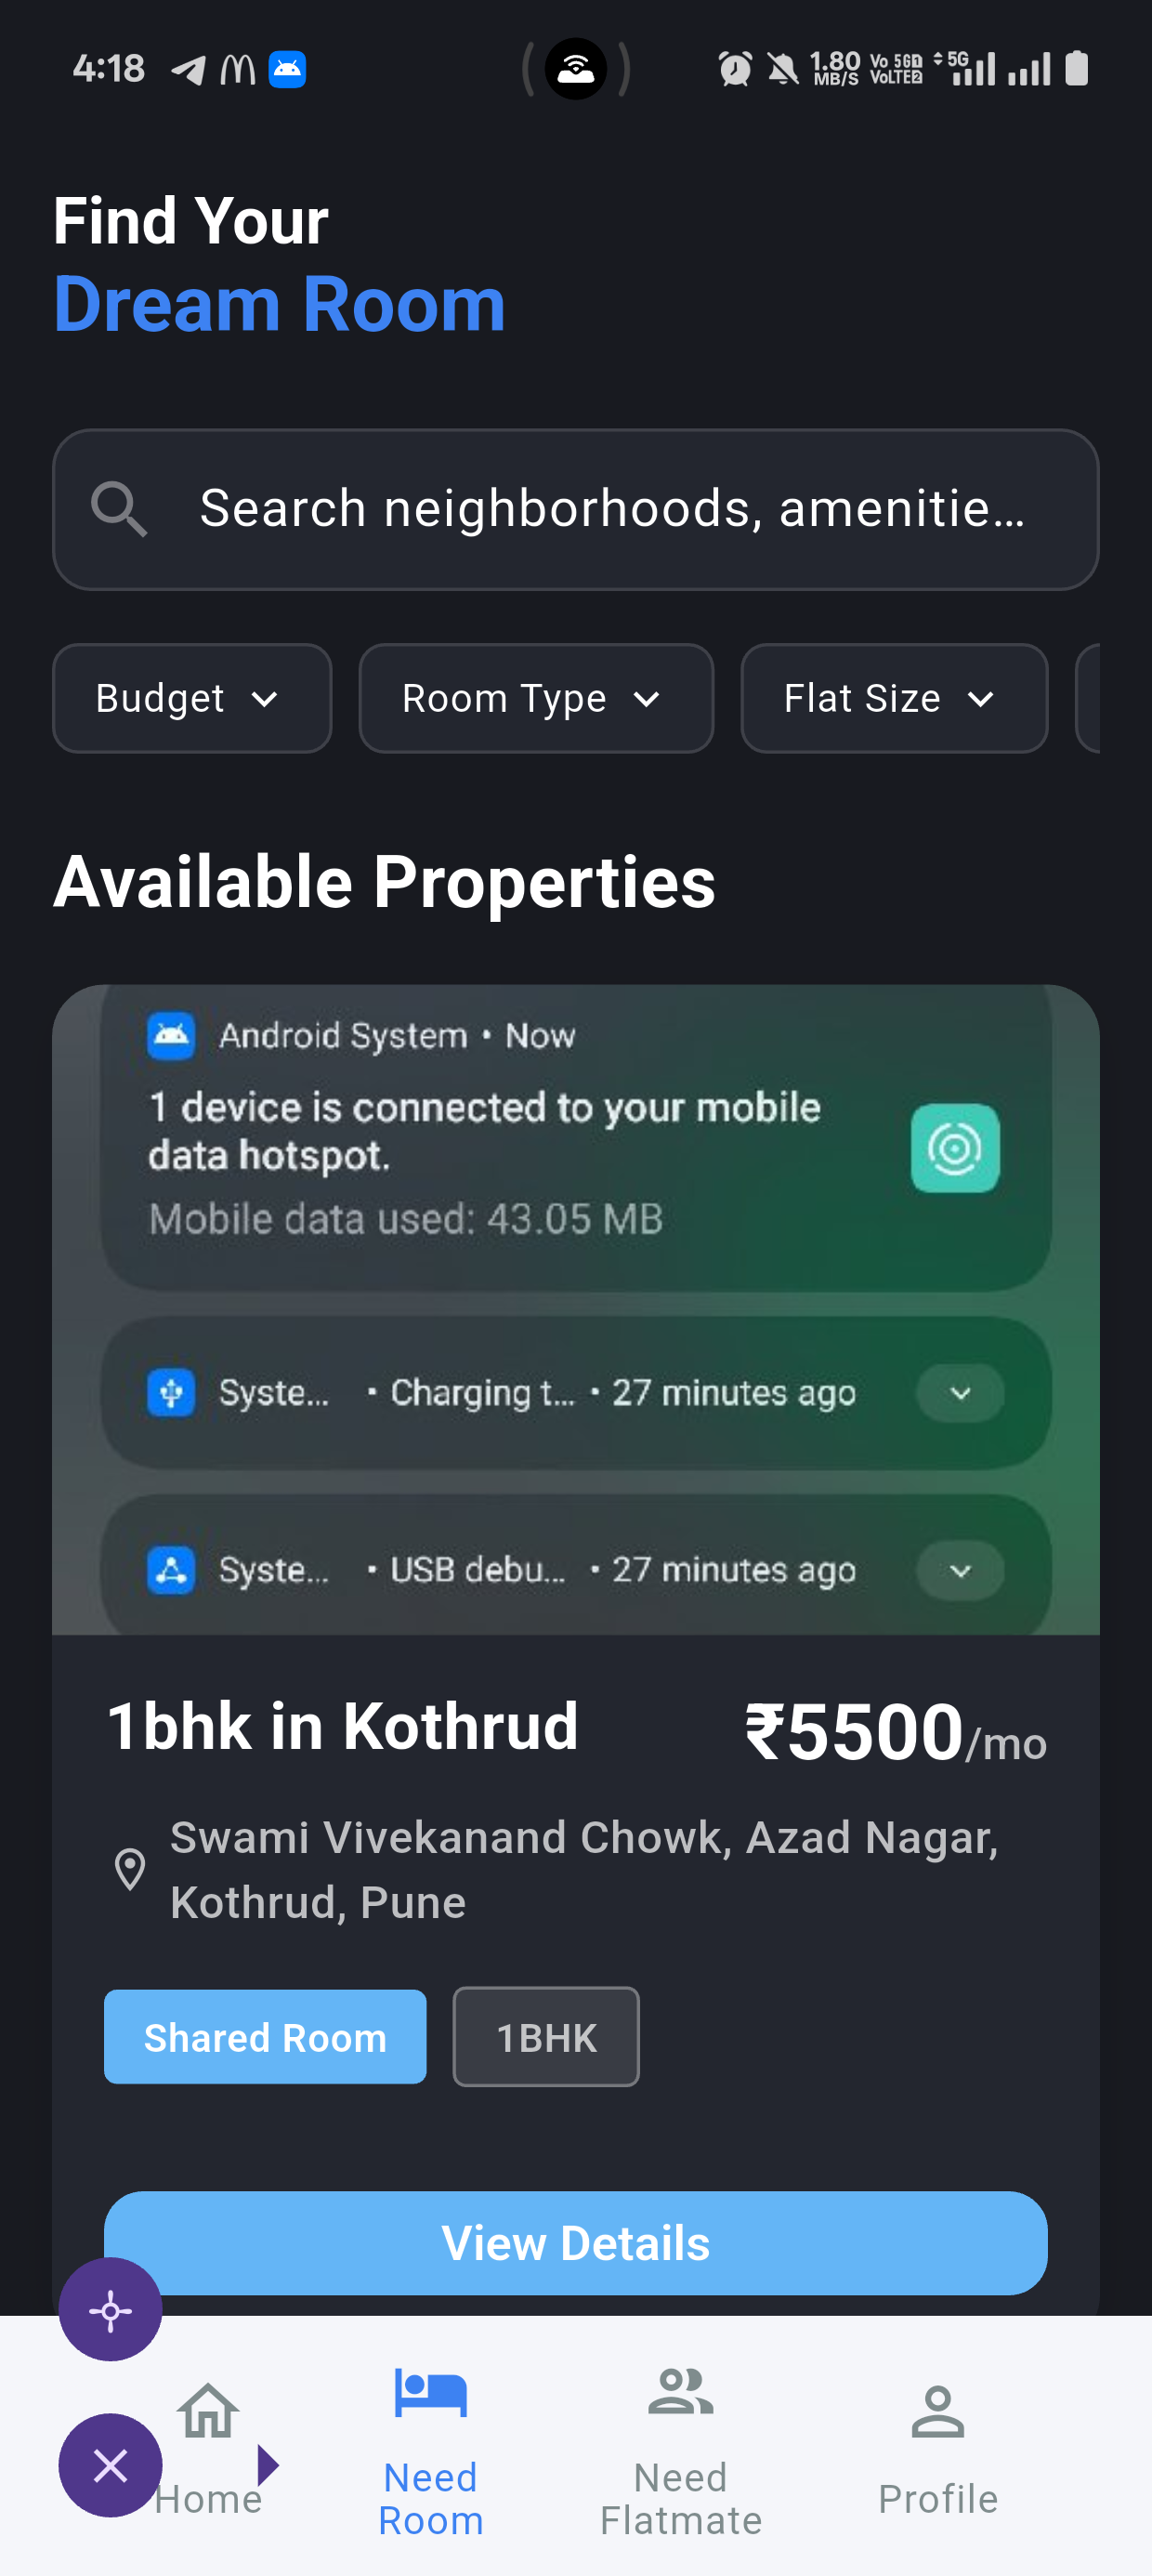 4:18
1.80
MB/S
Vo 5G 1
VoLTE 2
5G
Find Your
Dream Room
Search neighborhoods, amenitie…
Budget
Room Type
Flat Size
Available Properties
Android System • Now
1 device is connected to your mobile
data hotspot.
Mobile data used: 43.05 MB
Syste... • Charging t... • 27 minutes ago
Syste... • USB debu... • 27 minutes ago
1bhk in Kothrud ₹5500/mo
Swami Vivekanand Chowk, Azad Nagar,
Kothrud, Pune
Shared Room 1BHK
View Details
Home
Need
Room
Need
Flatmate
Profile